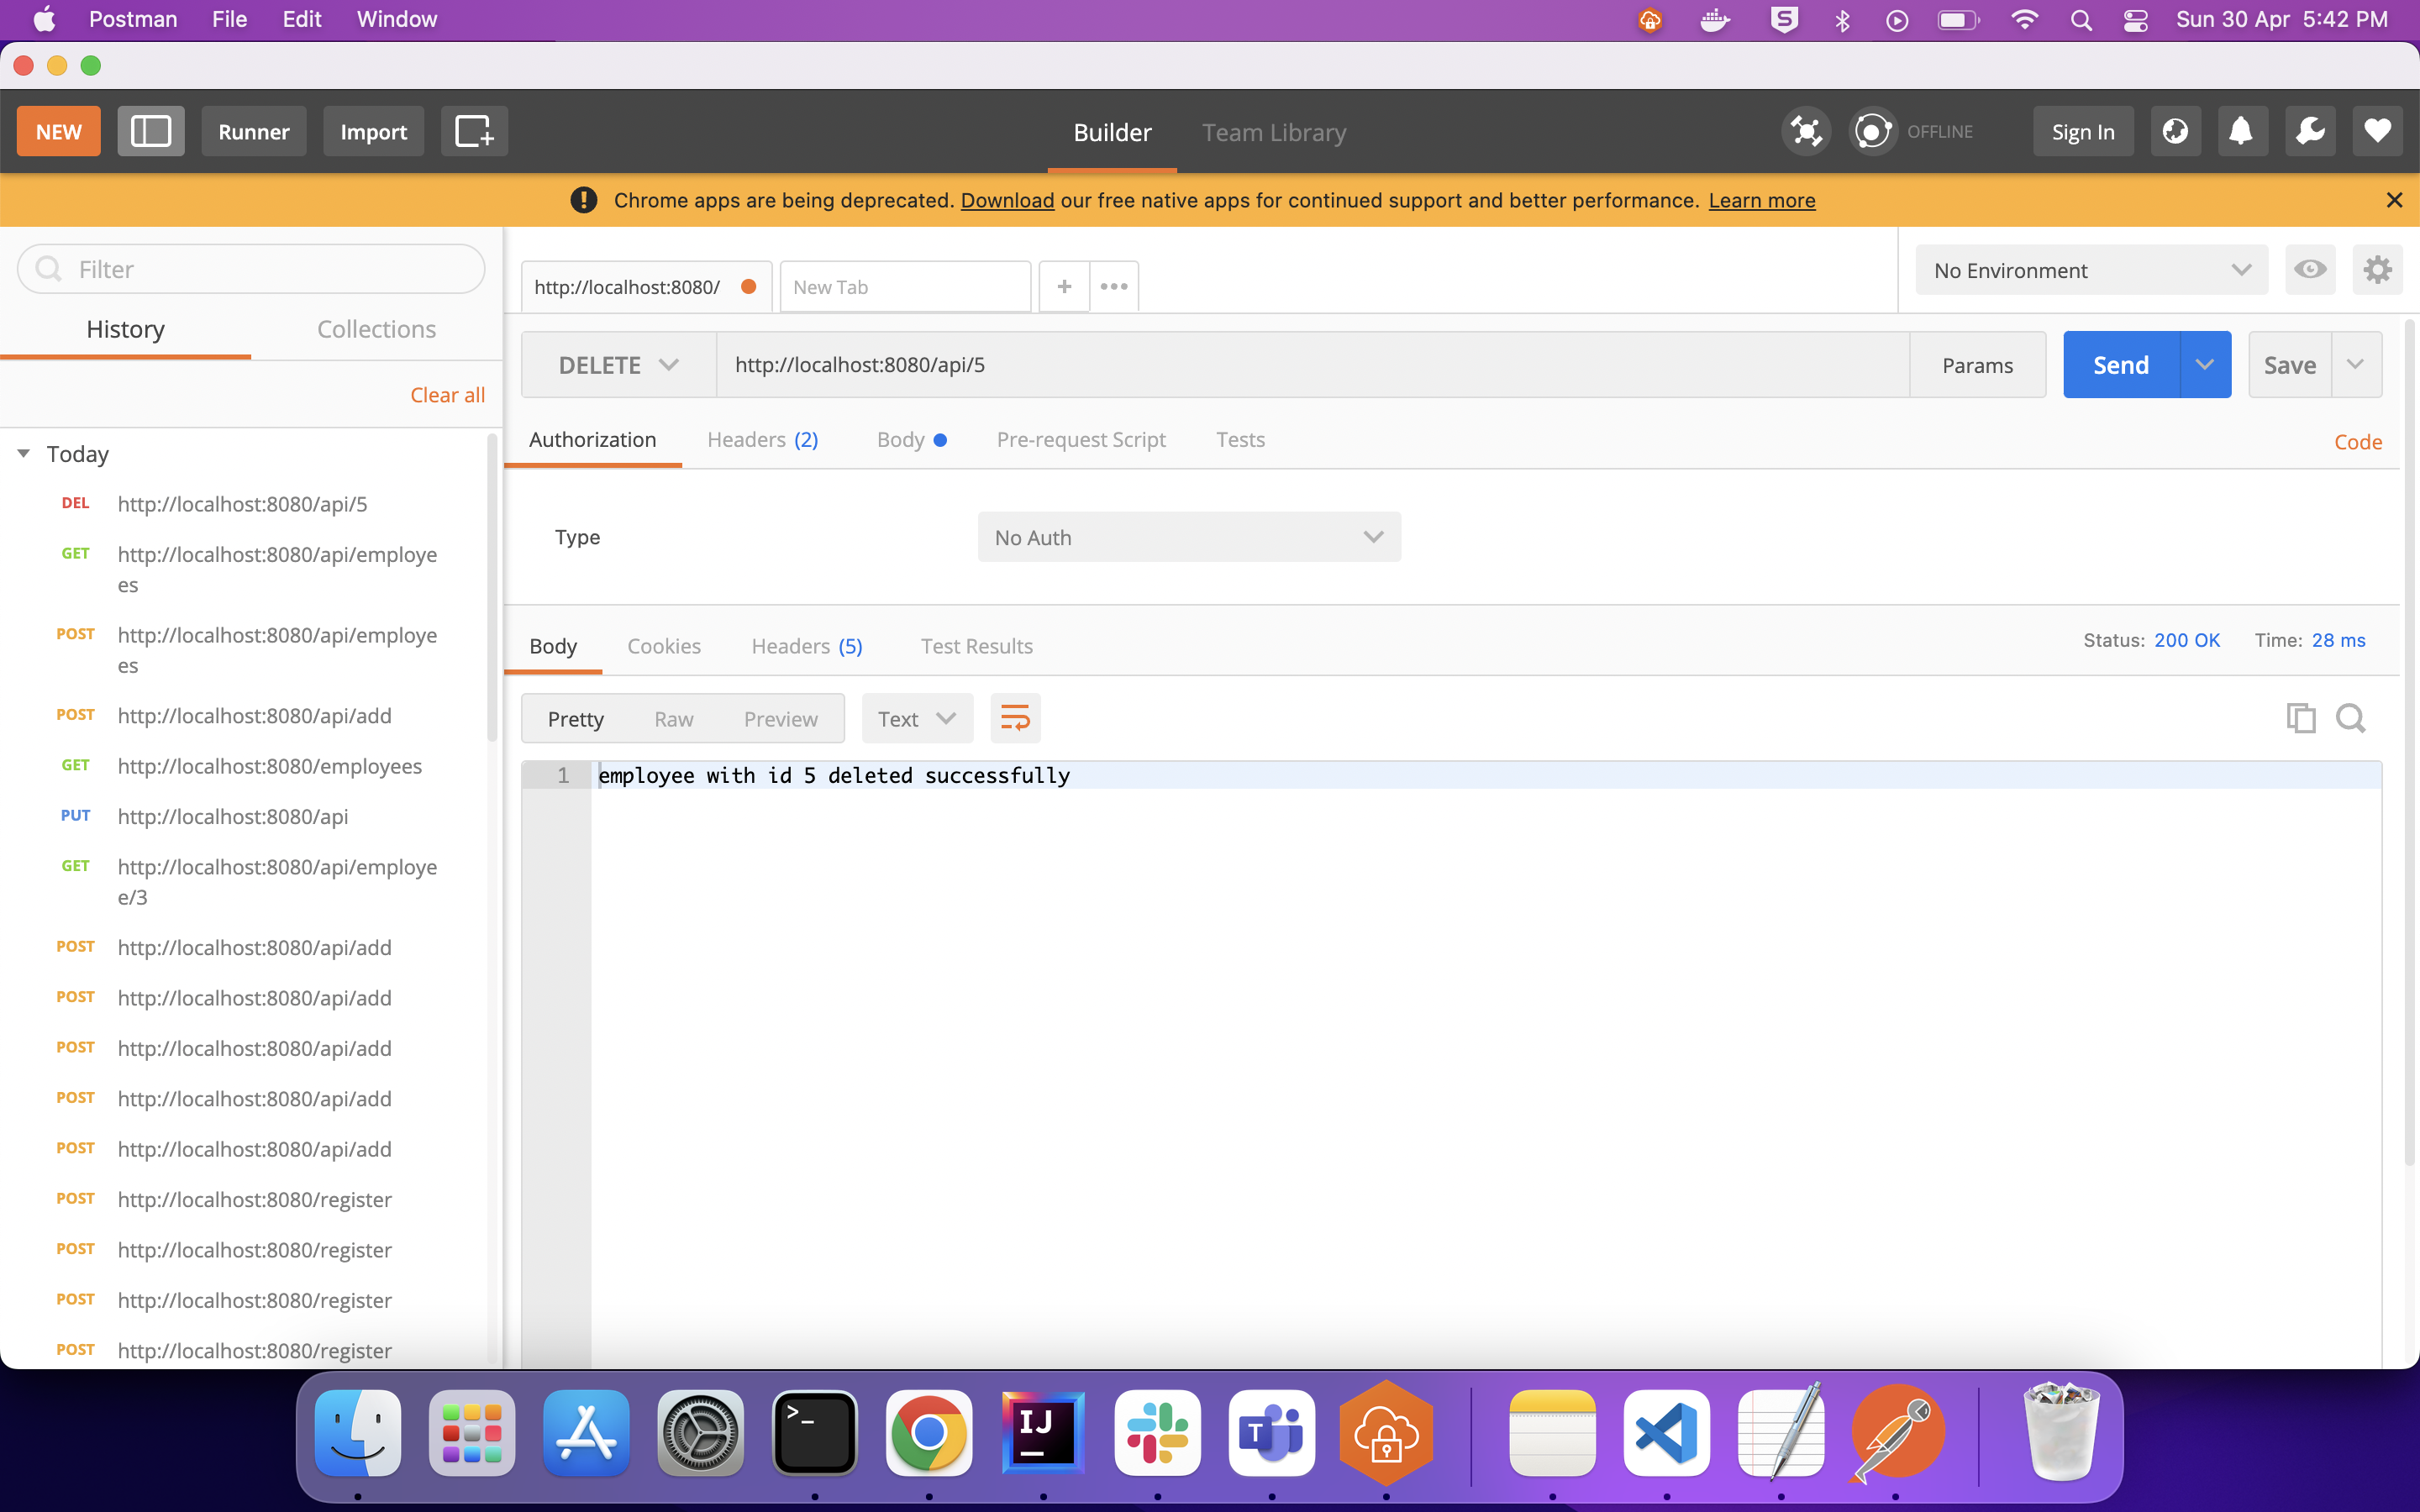 Postman File Edit Window
S
Sun 30 Apr 5:42 PM
NEW
Runner
Import
Builder
Team Library
OFFLINE
Sign In
! Chrome apps are being deprecated. Download our free native apps for continued support and better performance. Learn more
Filter
http://localhost:8080/
New Tab
+
No Environment
History
Collections
Clear all
DELETE
http://localhost:8080/api/5
Params
Send
Save
Authorization
Headers (2)
Body
Pre-request Script
Tests
Code
Type
No Auth
Today
DEL http://localhost:8080/api/5
GET http://localhost:8080/api/employe
es
POST http://localhost:8080/api/employe
es
POST http://localhost:8080/api/add
GET http://localhost:8080/employees
PUT http://localhost:8080/api
GET http://localhost:8080/api/employe
e/3
POST http://localhost:8080/api/add
POST http://localhost:8080/api/add
POST http://localhost:8080/api/add
POST http://localhost:8080/api/add
POST http://localhost:8080/api/add
POST http://localhost:8080/register
POST http://localhost:8080/register
POST http://localhost:8080/register
POST http://localhost:8080/register
Body
Cookies
Headers (5)
Test Results
Status: 200 OK
Time: 28 ms
Pretty
Raw
Preview
Text
1 employee with id 5 deleted successfully
>_
IJ
T